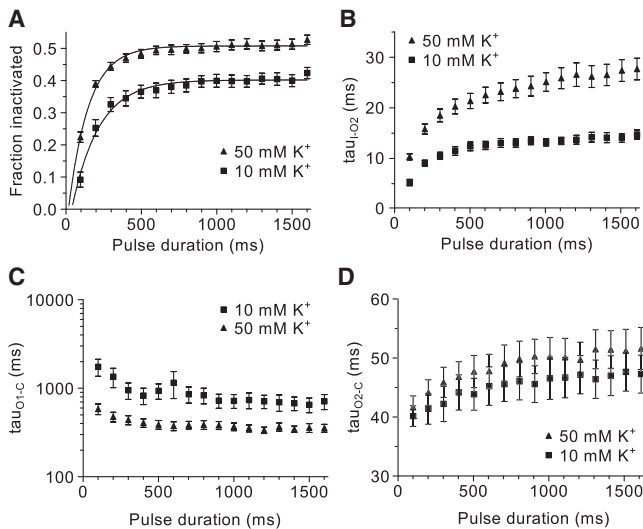 A
Fraction inactivated
0.5
0.4
0.3
0.2
0.1
0.0
50 mM K⁺
10 mM K⁺
0 500 1000 1500
Pulse duration (ms)
B
tau_I-O2 (ms)
50 mM K⁺
10 mM K⁺
30
20
10
0
0 500 1000 1500
Pulse duration (ms)
C
tau_O1-C (ms)
10000
1000
100
10 mM K⁺
50 mM K⁺
0 500 1000 1500
Pulse duration (ms)
D
tau_O2-C (ms)
60
50
40
30
50 mM K⁺
10 mM K⁺
0 500 1000 1500
Pulse duration (ms)